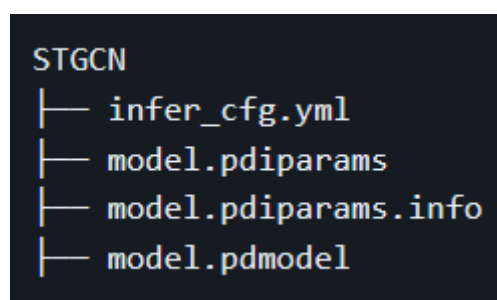 STGCN
├── infer_cfg.yml
├── model.pdiparams
├── model.pdiparams.info
├── model.pdmodel